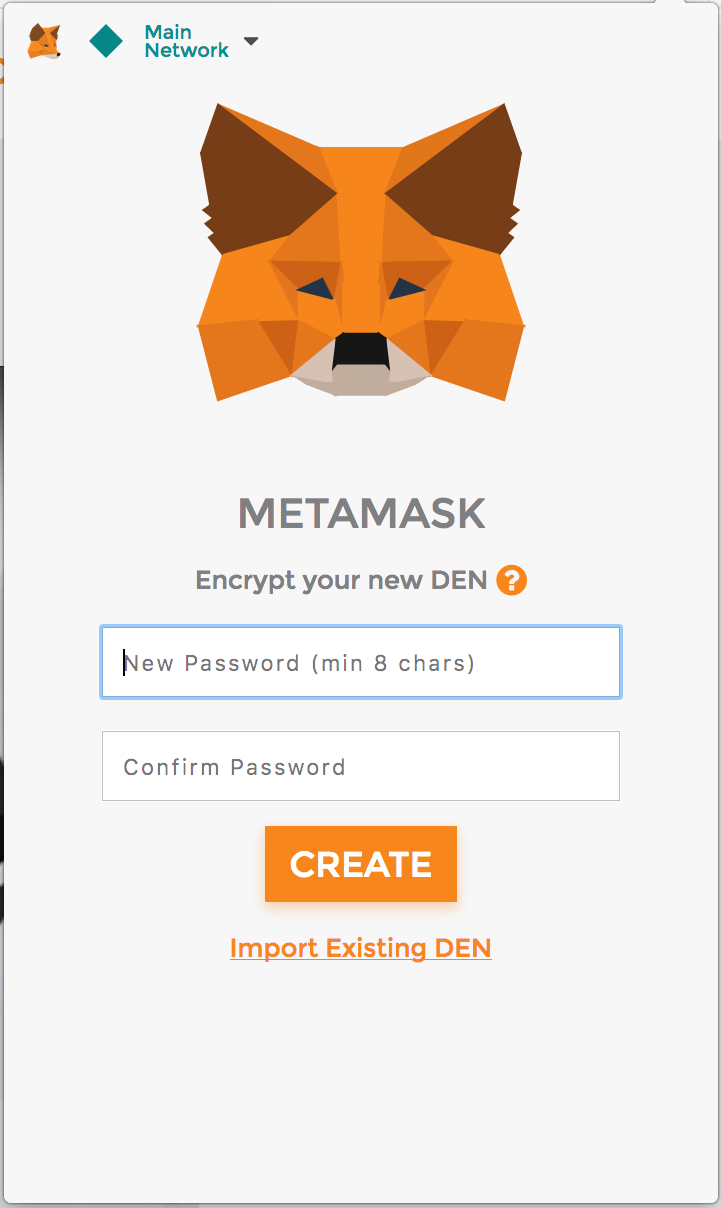 Main
Network
METAMASK
Encrypt your new DEN ?
New Password (min 8 chars)
Confirm Password
CREATE
Import Existing DEN